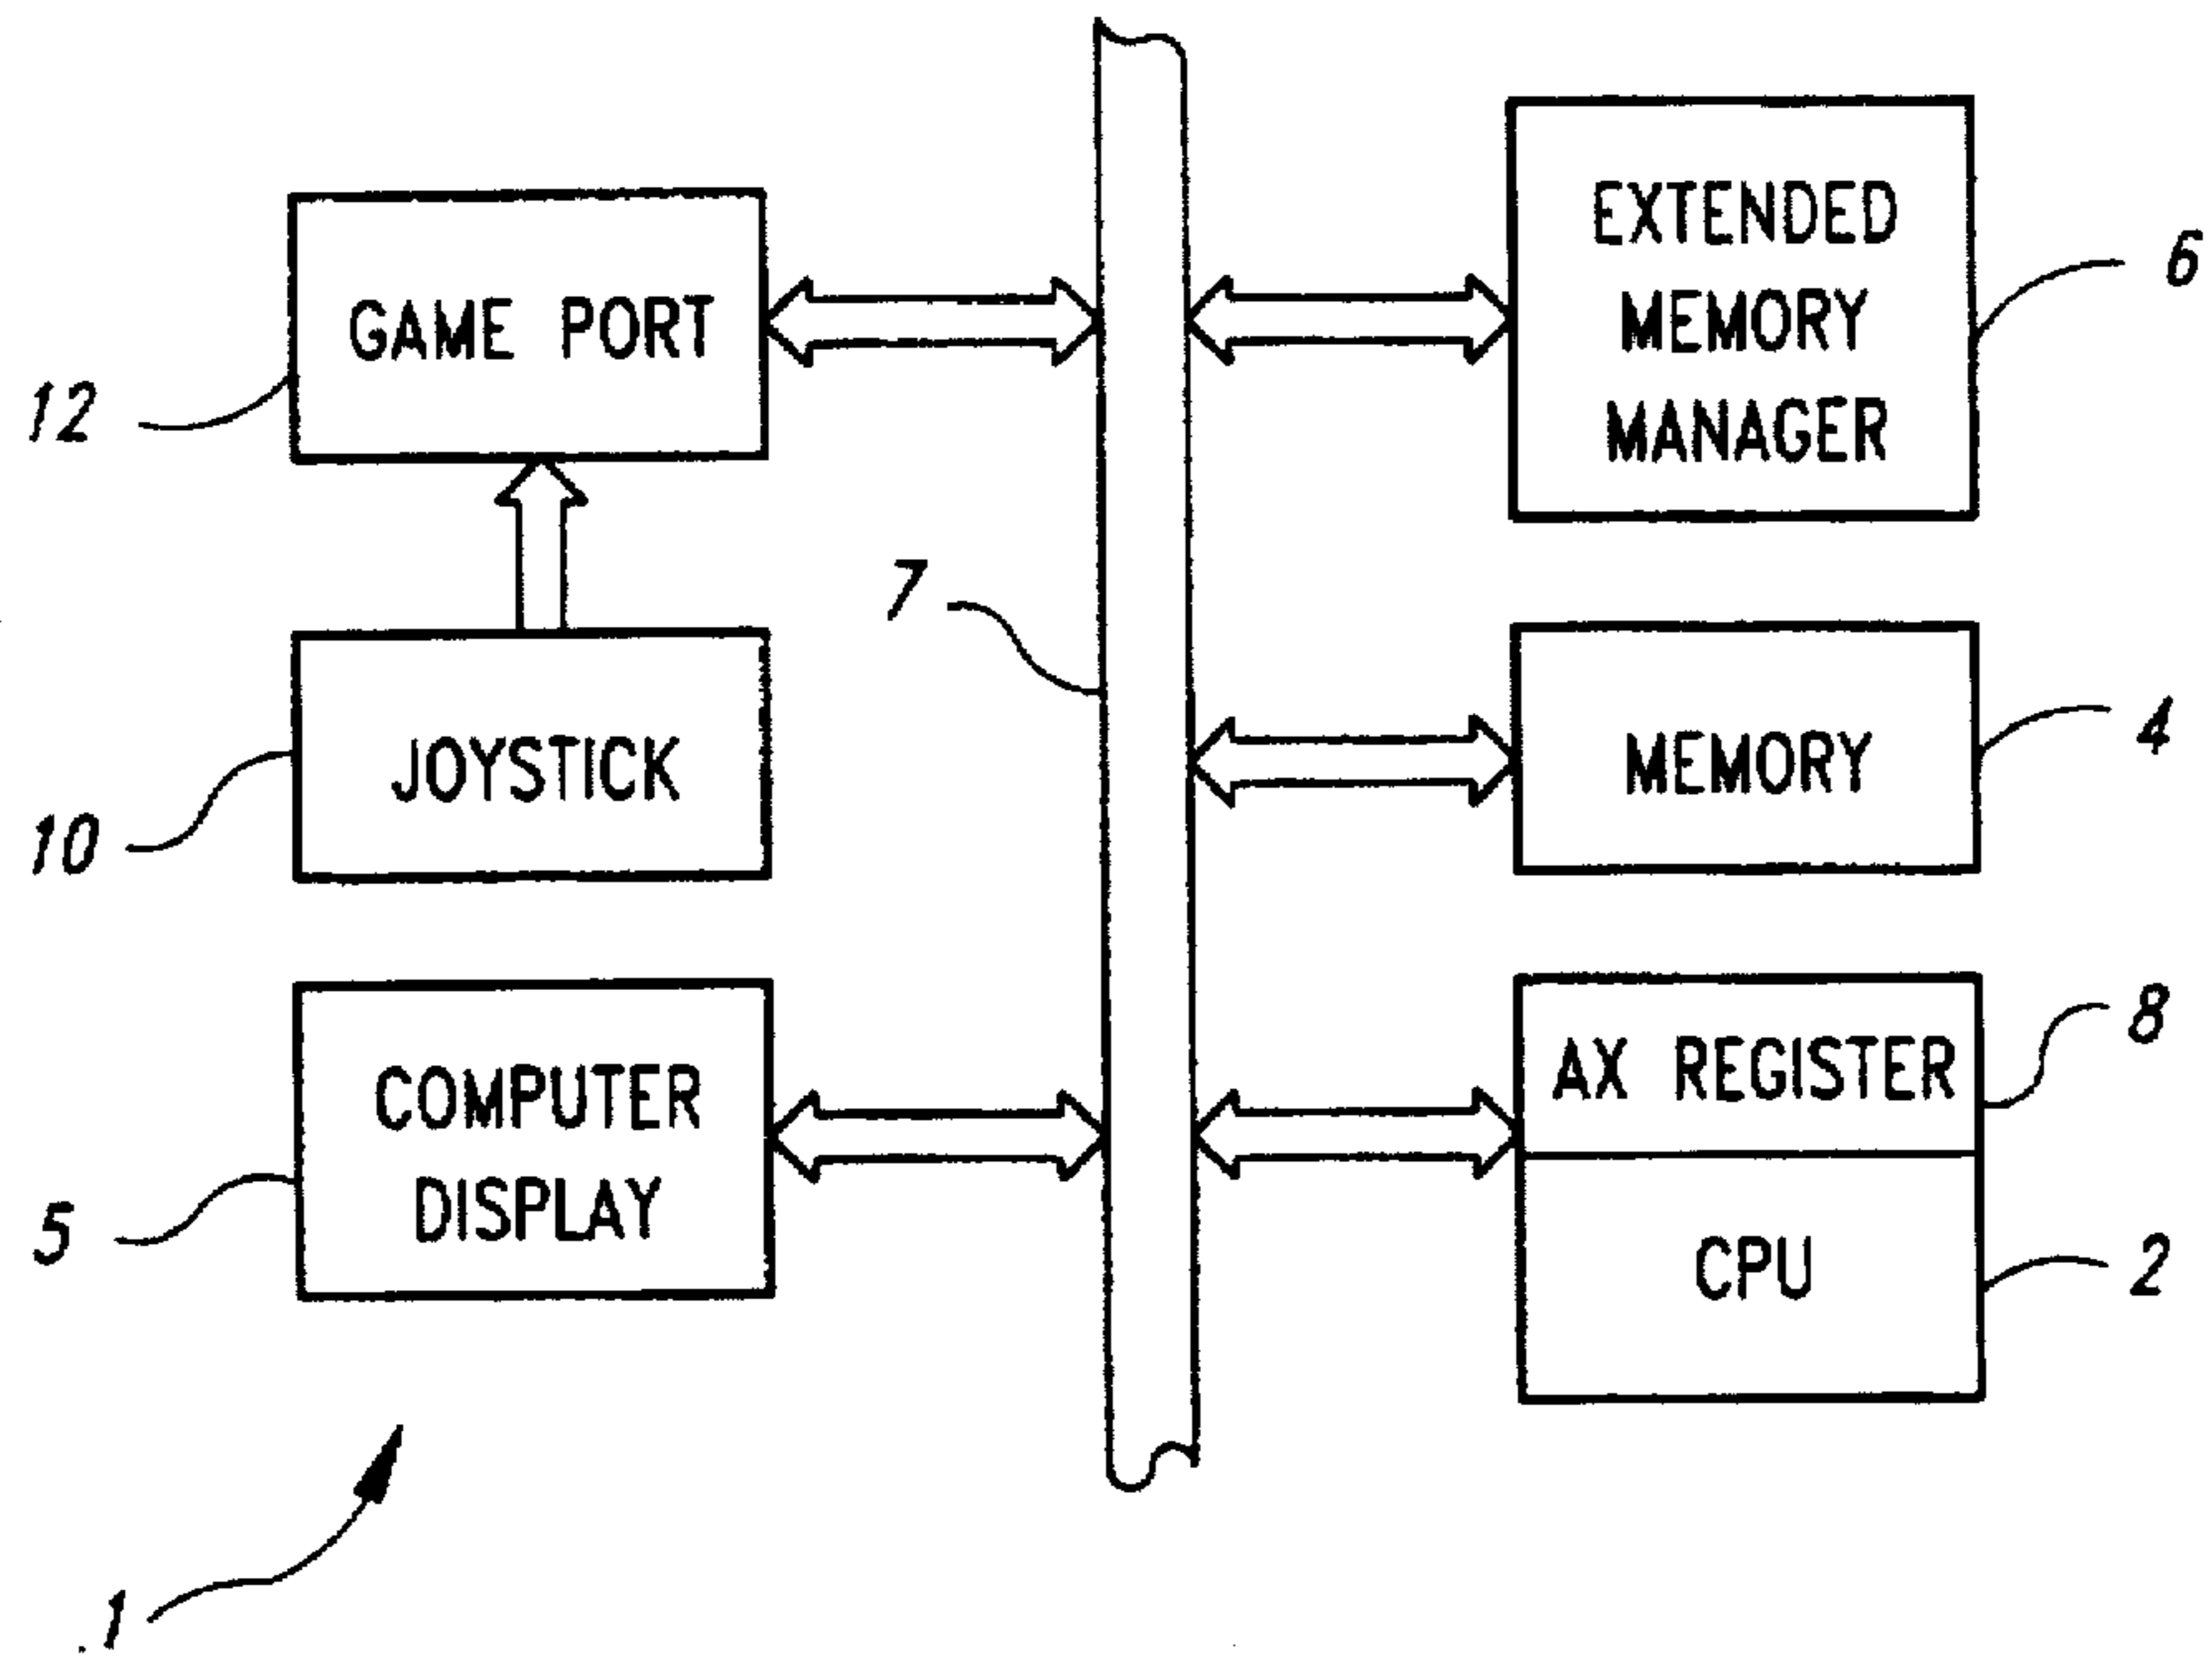 GAME PORT
12
JOYSTICK
10
COMPUTER
DISPLAY
5
1
7
EXTENDED
MEMORY
MANAGER
6
MEMORY
4
AX REGISTER
8
CPU
2